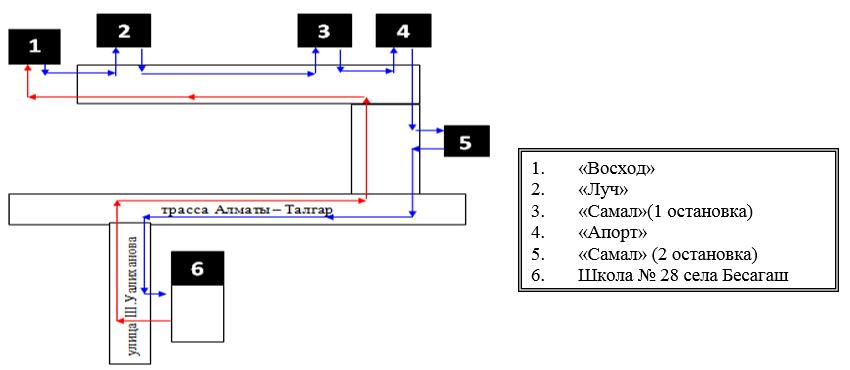 1
2
3
4
5
6
трасса Алматы – Талгар
улица Ш.Уалиханова
1. «Восход»
2. «Луч»
3. «Самал»(1 остановка)
4. «Апорт»
5. «Самал» (2 остановка)
6. Школа № 28 села Бесагаш